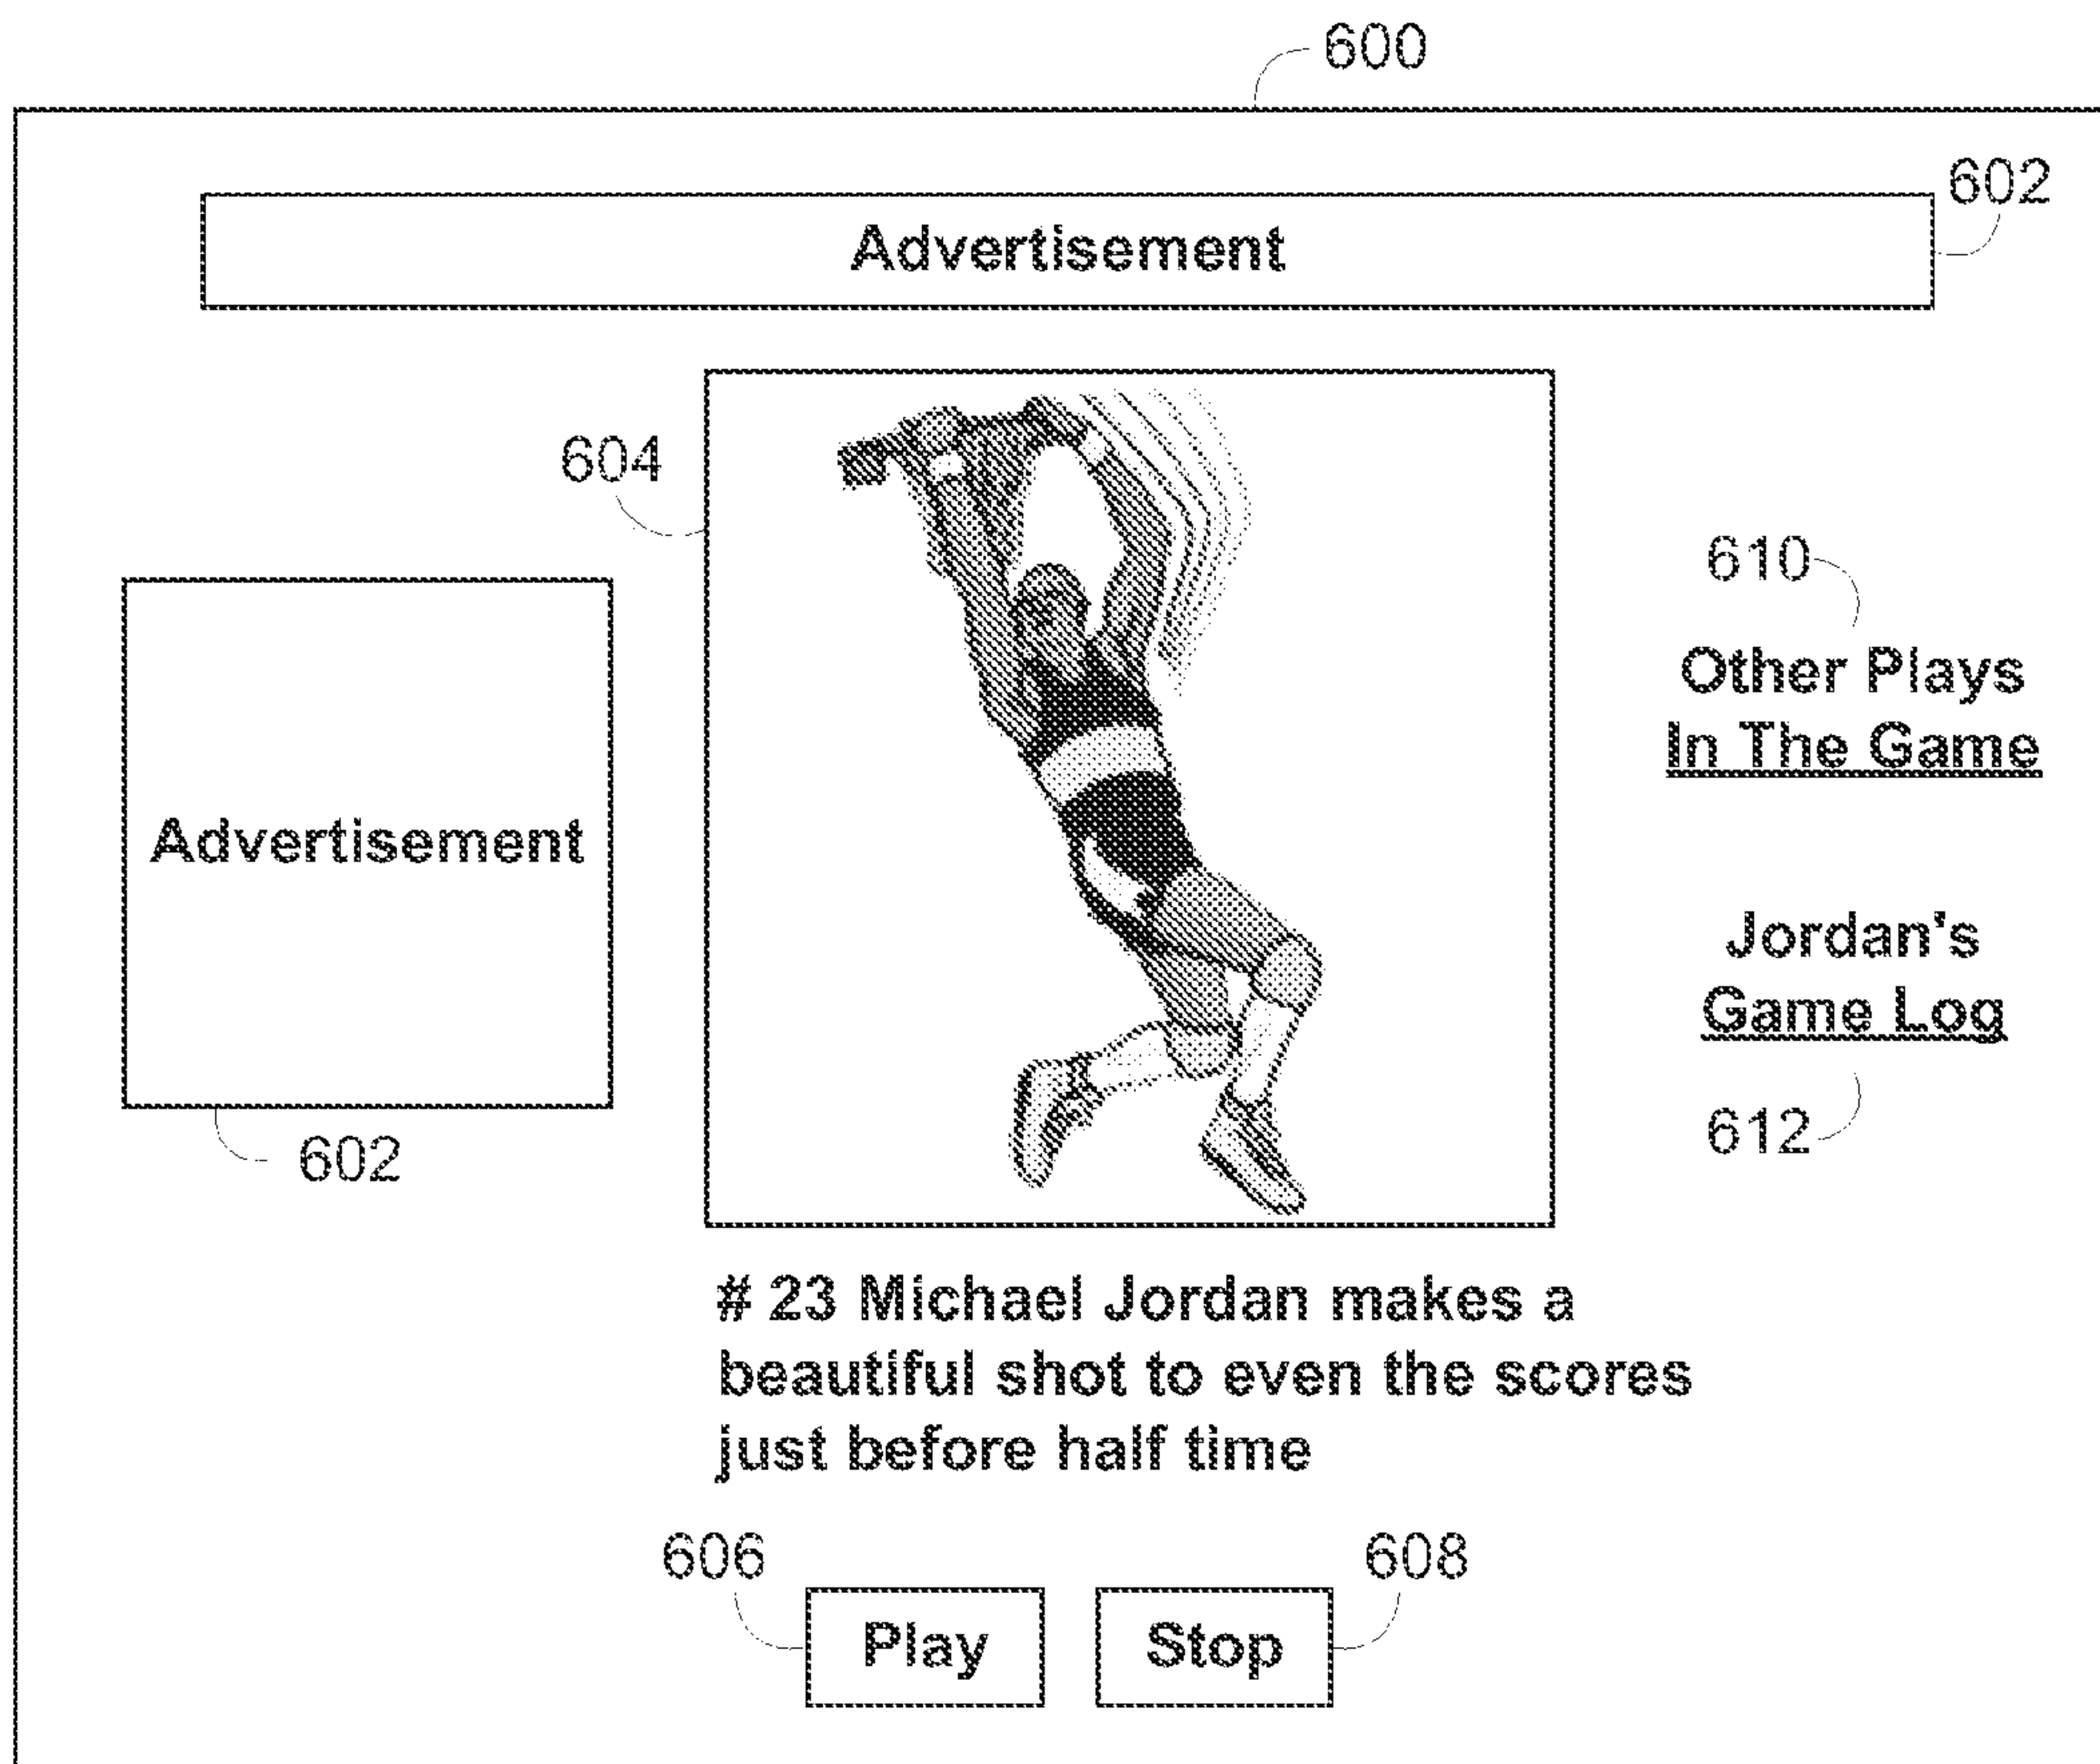 600
602
Advertisement
604
610
Other Plays
In The Game
Advertisement
Jordan's
Game Log
612
602
# 23 Michael Jordan makes a
beautiful shot to even the scores
just before half time
606
608
Play
Stop